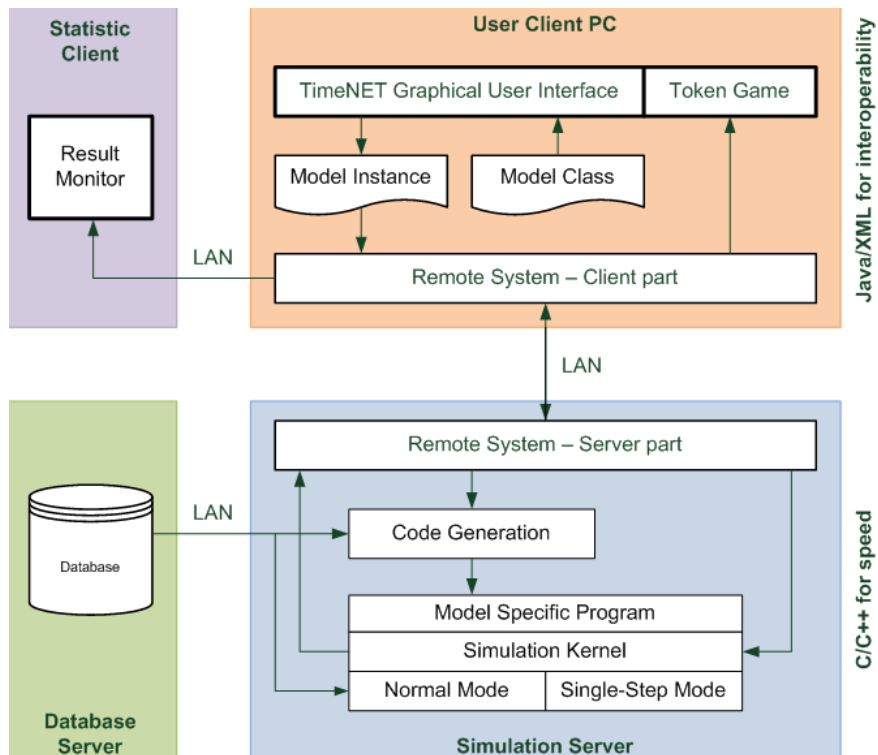 Statistic
Client
User Client PC
TimeNET Graphical User Interface
Token Game
Result
Monitor
Model Instance
Model Class
LAN
Remote System – Client part
Java/XML for interoperability
LAN
Remote System – Server part
LAN
Code Generation
Database
Model Specific Program
Simulation Kernel
Normal Mode
Single-Step Mode
C/C++ for speed
Database
Server
Simulation Server